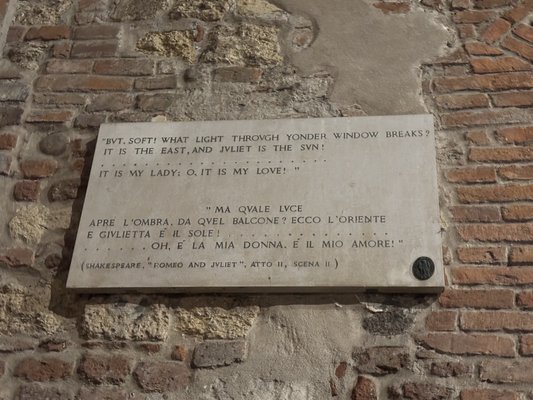 "BVT, SOFT! WHAT LIGHT THROVGH YONDER WINDOW BREAKS?
IT IS THE EAST, AND JVLIET IS THE SVN!
. . . . . . . . . . . . . . . . . . . . .
IT IS MY LADY; O, IT IS MY LOVE! "
" MA QVALE LVCE
APRE L'OMBRA, DA QVEL BALCONE? ECCO L'ORIENTE
E GIVLIETTA È IL SOLE! . . . . . . . . . . . . . . . . . .
. . . . . . . OH, È LA MIA DONNA, È IL MIO AMORE!"
(SHAKESPEARE, "ROMEO AND JVLIET", ATTO II, SCENA II.)